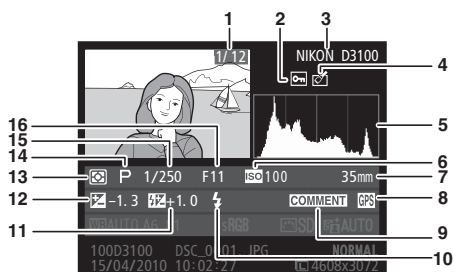 1
2
3
4
1/12
NIKON D3100
5
16
15
14
6
P 1/250 F11 ISO 100 35mm
13
7
12
-1.3 +1.0 COMMENT GPS
8
9
11
10
AUTO sRGB SD AUTO
100D3100 DSC_0001.JPG NORMAL
15/04/2010 10:02:27 L 4608x3072